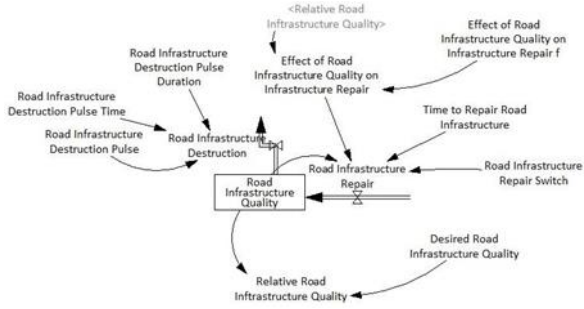 <Relative Road
Inftrastructure Quality>
Effect of Road
Infrastructure Quality on
Infrastructure Repair f
Effect of Road
Infrastructure Quality on
Infrastructure Repair
Road Infrastructure
Destruction Pulse
Duration
Road Infrastructure
Destruction Pulse Time
Road Infrastructure
Destruction Pulse
Road Infrastructure
Destruction
Time to Repair Road
Infrastructure
Road Infrastructure
Repair
Road Infrastructure
Repair Switch
Road
Infrastructure
Quality
Desired Road
Infrastructure Quality
Relative Road
Inftrastructure Quality